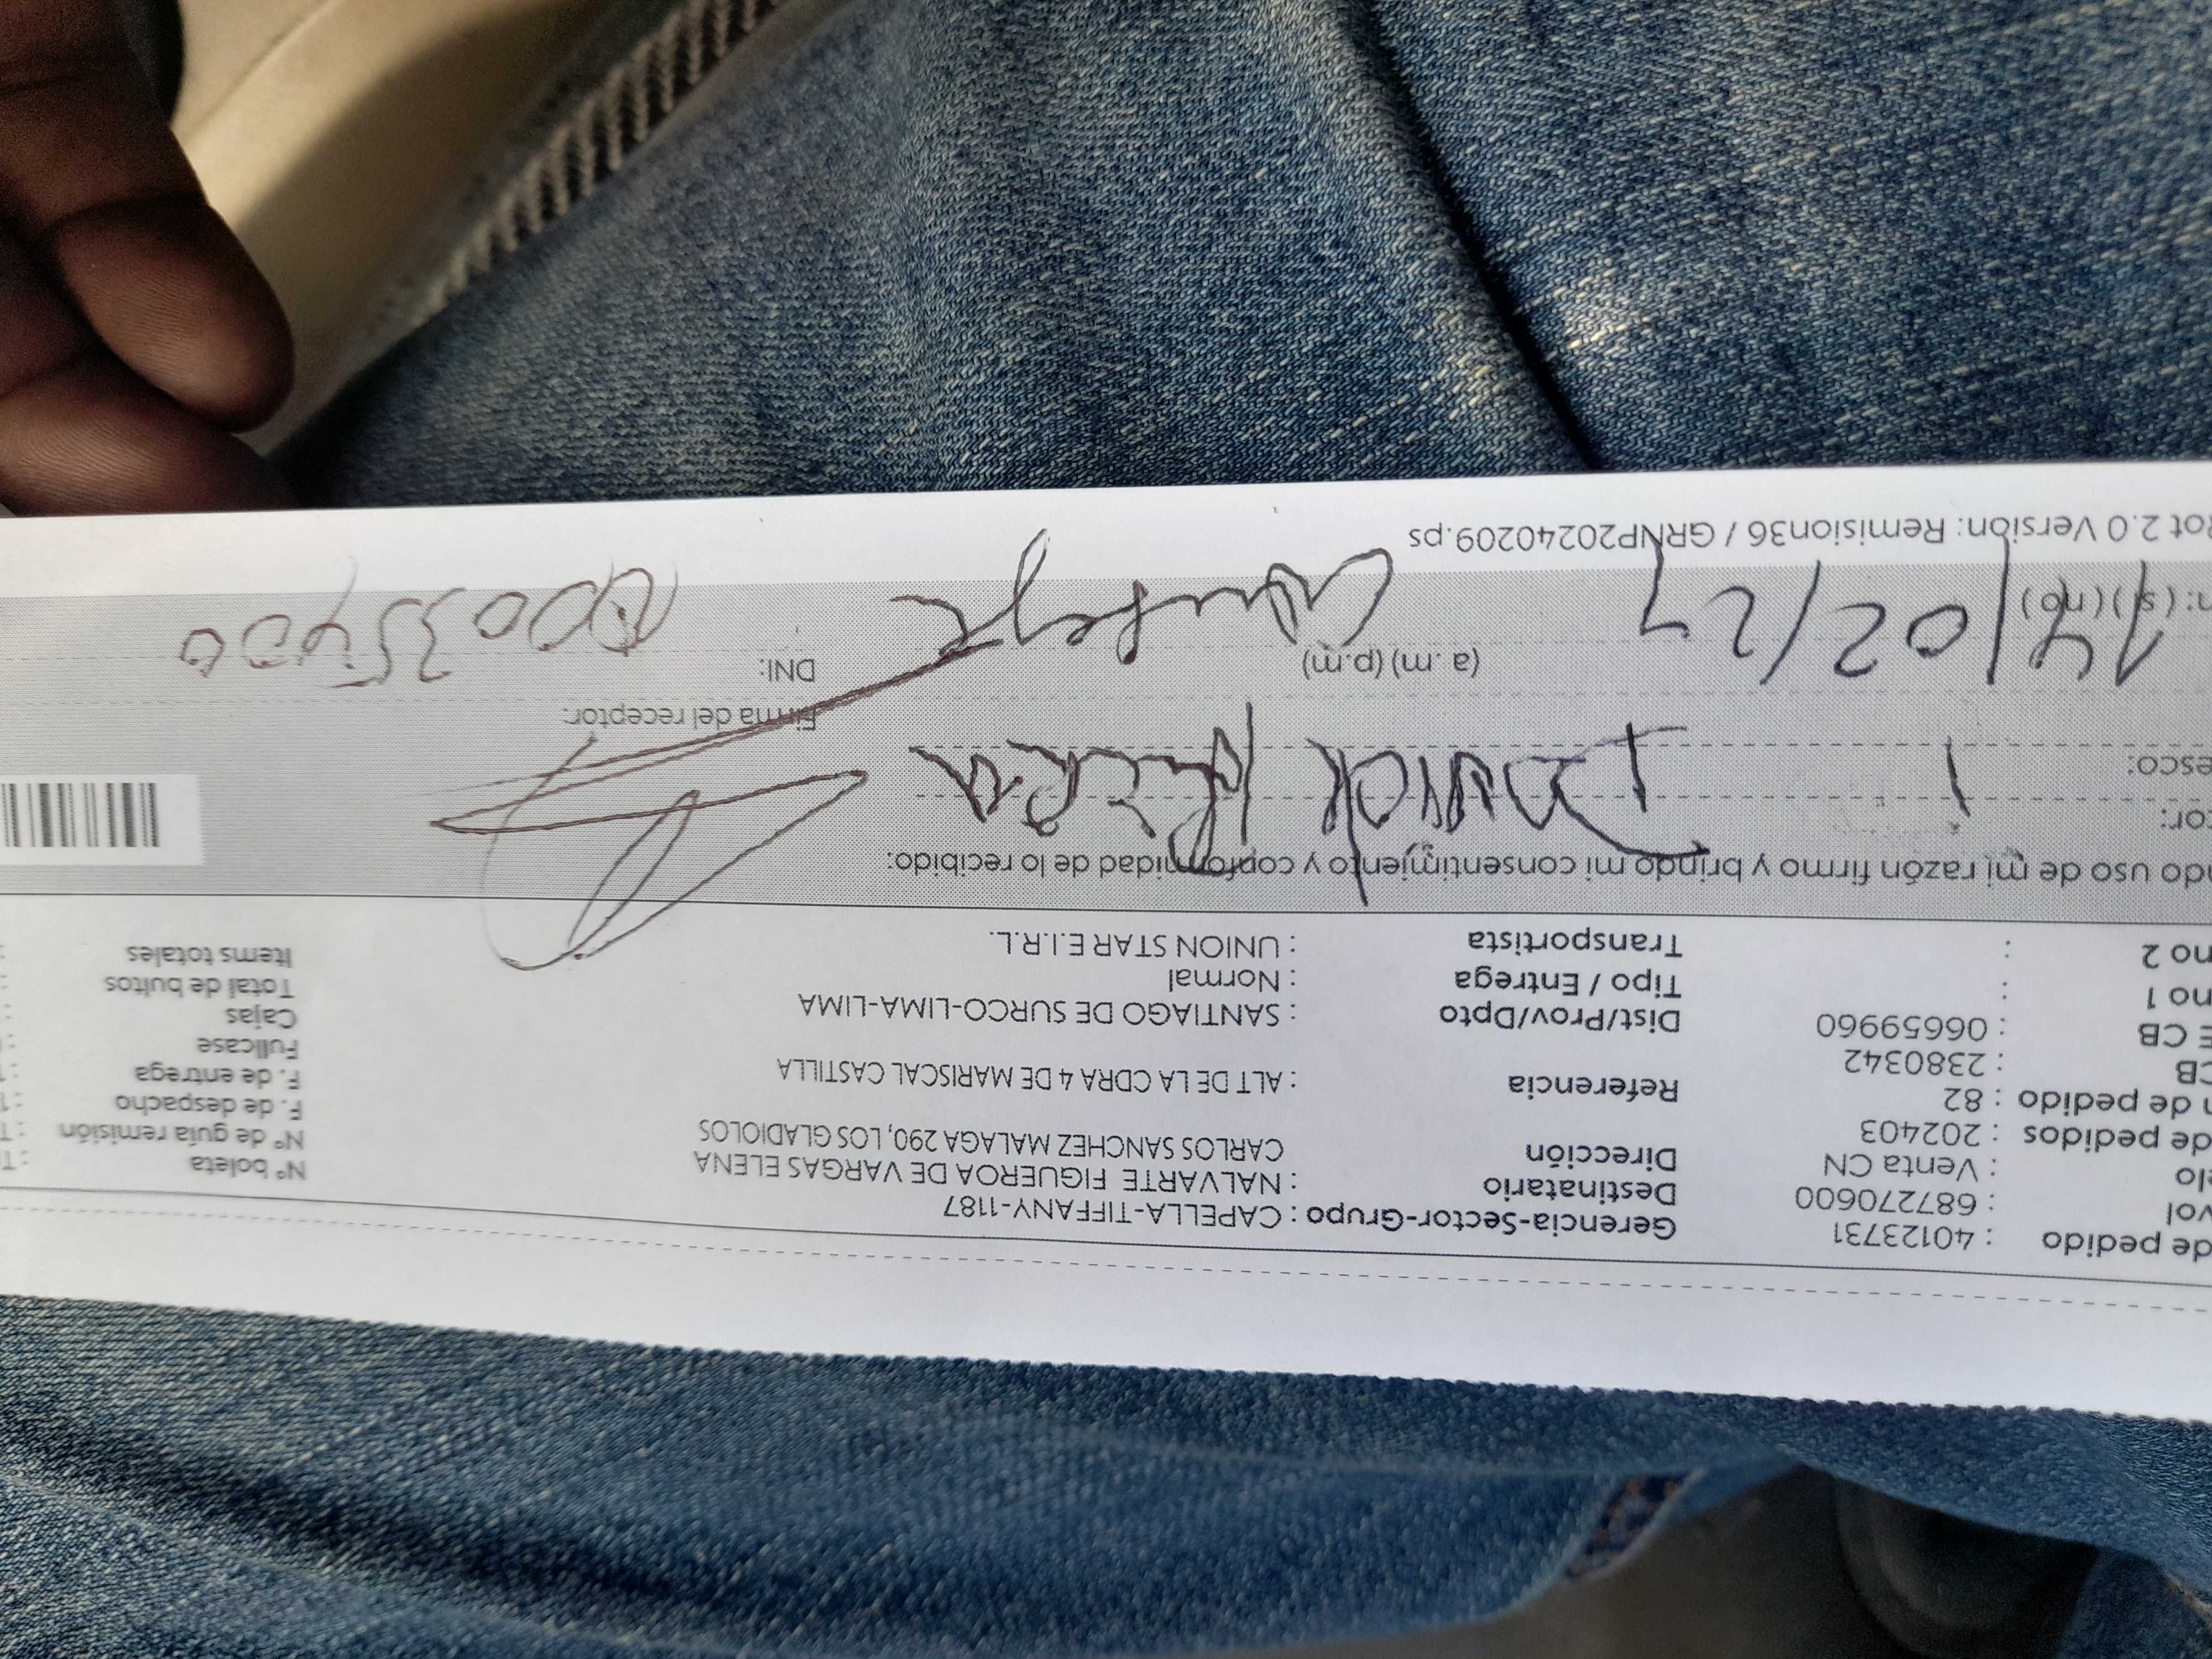 de pedido : 40123731 Gerencia-Sector-Grupo : CAPELLA-TIFFANY-1187
vol : 687270600 Destinatario : NALVARTE FIGUEROA DE VARGAS ELENA Nº boleta
elo : Venta CN Dirección CARLOS SANCHEZ MALAGA 290, LOS GLADIOLOS Nº de guía remisión
de pedidos : 202403 F. de despacho
n de pedido : 82 Referencia : ALT DE LA CDRA 4 DE MARISCAL CASTILLA F. de entrega
CB : 2380342 Fullcase
E CB : 06659960 Dist/Prov/Dpto : SANTIAGO DE SURCO-LIMA-LIMA Cajas
no 1 : Tipo / Entrega : Normal Total de bultos
no 2 : Transportista : UNION STAR E.I.R.L. Items totales
ndo uso de mi razón firmo y brindo mi consentimiento y conformidad de lo recibido:
tor:
esco:
Firma del receptor:
n: (si) (no) 14/02/24 (a.m) (p.m) DNI:
Rot 2.0 Versión: Remision36 / GRNP20240209.ps